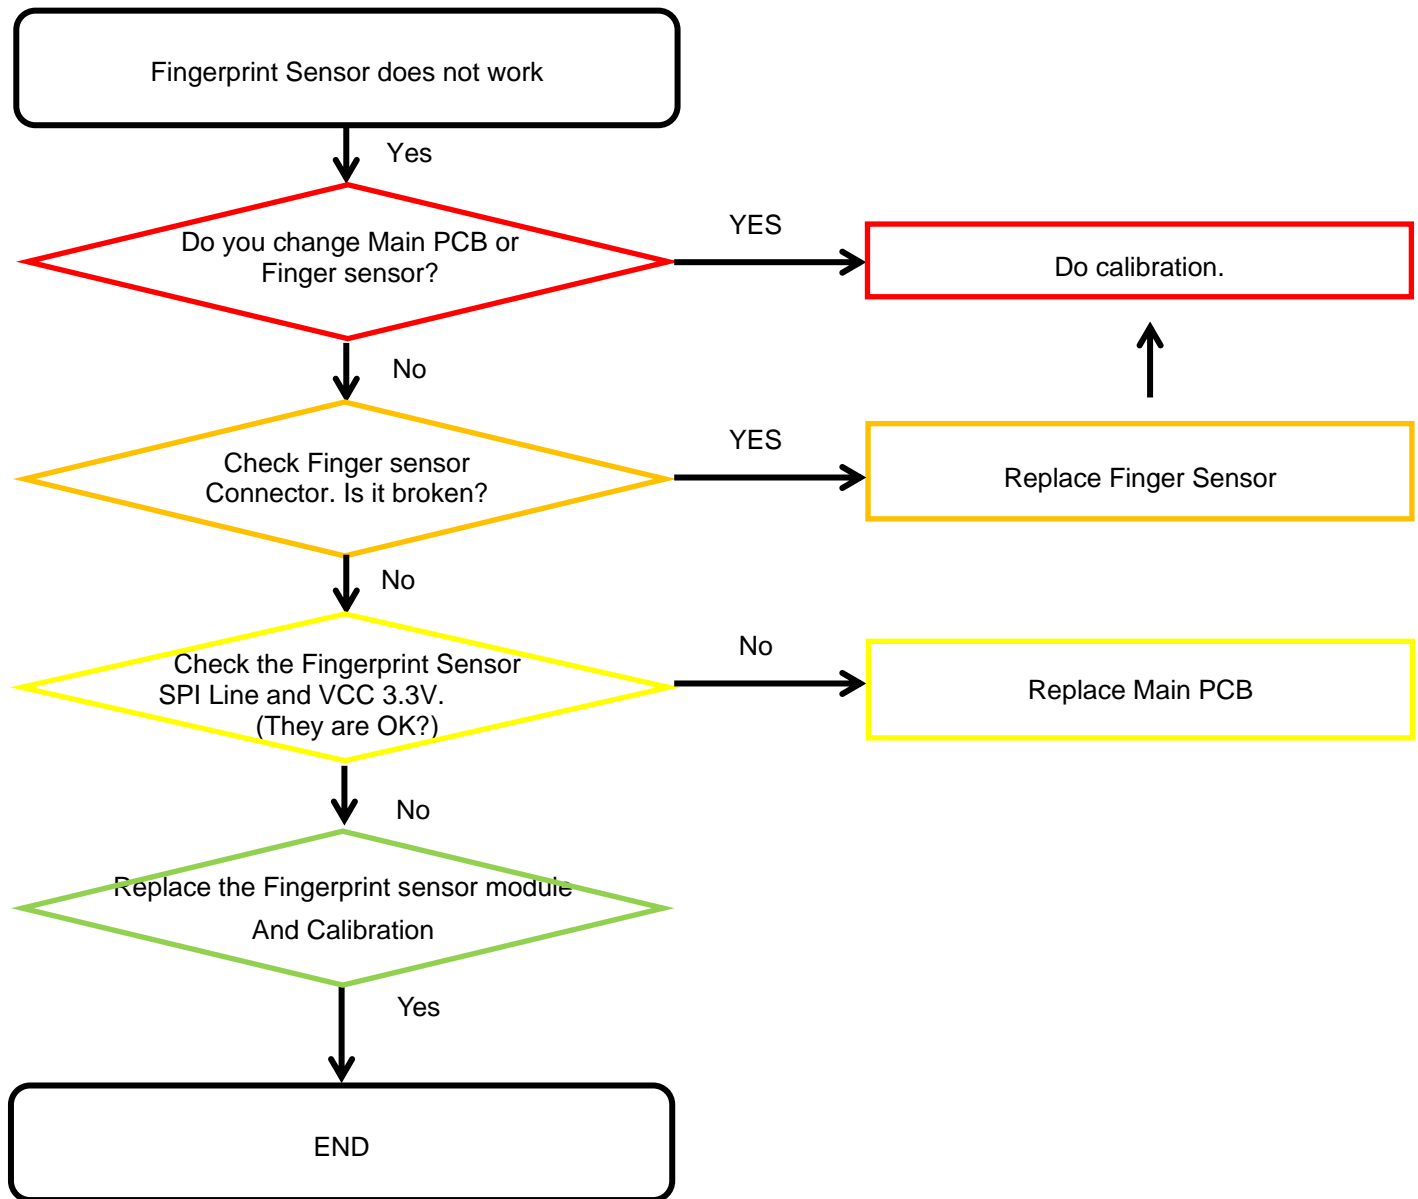 Fingerprint Sensor does not work
Yes
Do you change Main PCB or
Finger sensor?
YES
Do calibration.
No
Check Finger sensor
Connector. Is it broken?
YES
Replace Finger Sensor
No
Check the Fingerprint Sensor
SPI Line and VCC 3.3V.
(They are OK?)
No
Replace Main PCB
No
Replace the Fingerprint sensor module
And Calibration
Yes
END